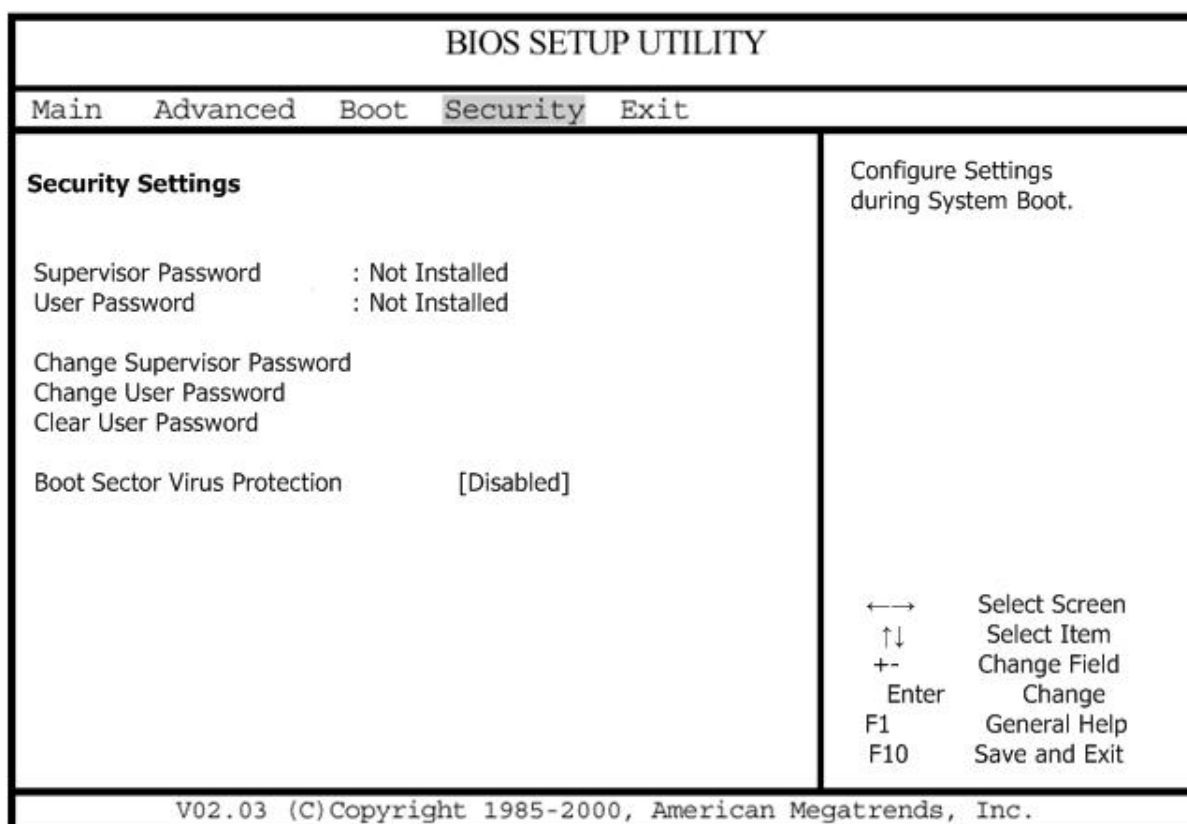 BIOS SETUP UTILITY
Main Advanced Boot Security Exit
Security Settings
Supervisor Password : Not Installed
User Password : Not Installed
Change Supervisor Password
Change User Password
Clear User Password
Boot Sector Virus Protection [Disabled]
Configure Settings
during System Boot.
←→ Select Screen
↑↓ Select Item
+- Change Field
Enter Change
F1 General Help
F10 Save and Exit
V02.03 (C)Copyright 1985-2000, American Megatrends, Inc.